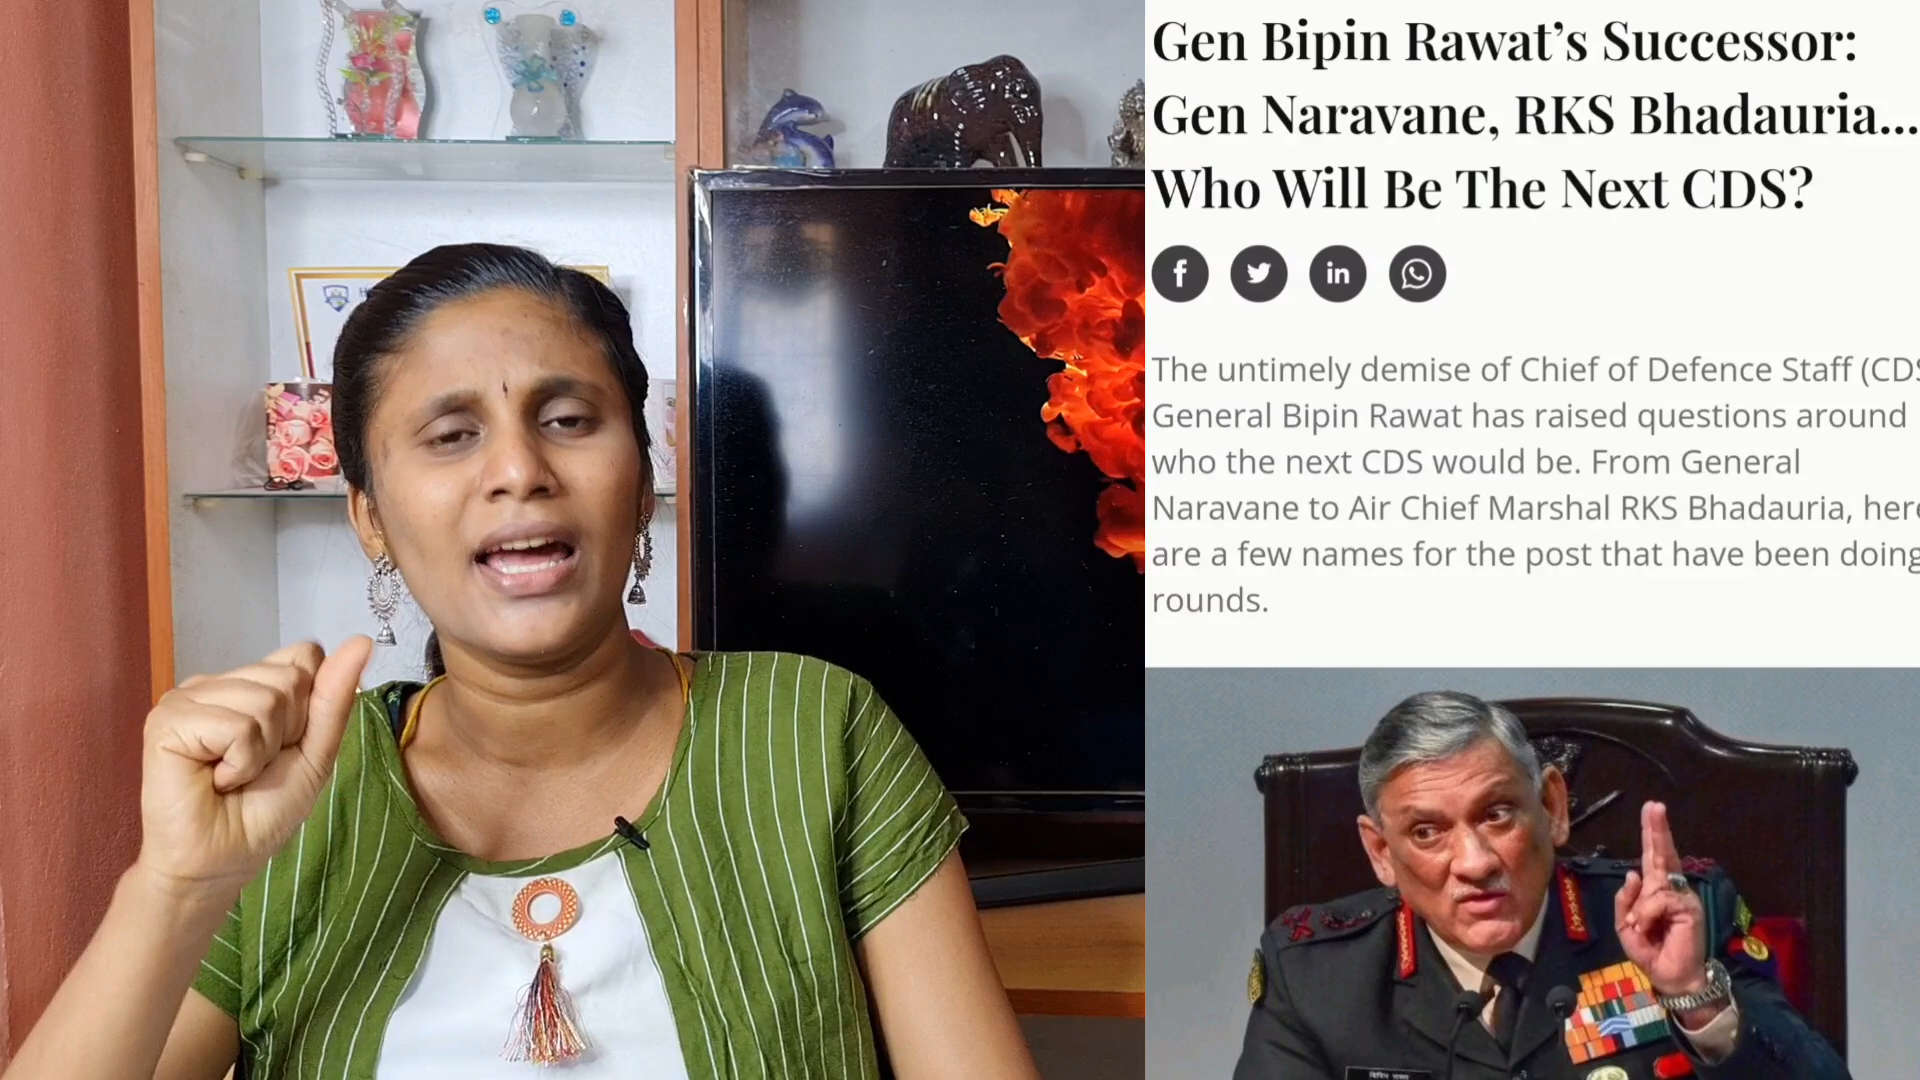 Gen Bipin Rawat’s Successor:
Gen Naravane, RKS Bhadauria...
Who Will Be The Next CDS?
The untimely demise of Chief of Defence Staff (CDS
General Bipin Rawat has raised questions around
who the next CDS would be. From General
Naravane to Air Chief Marshal RKS Bhadauria, here
are a few names for the post that have been doing
rounds.